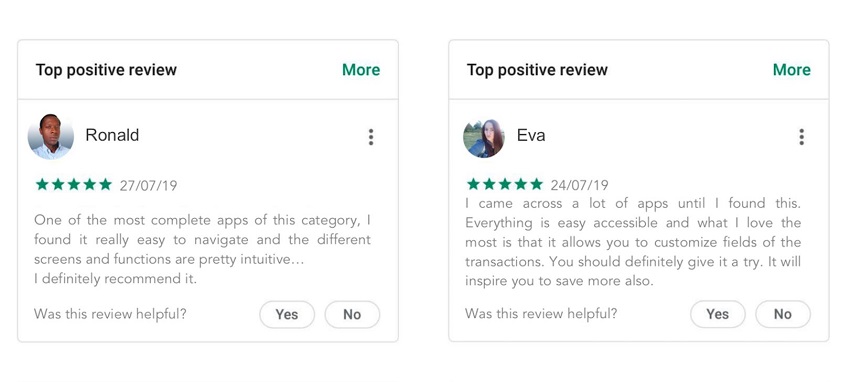 Top positive review More
Ronald
27/07/19
One of the most complete apps of this category, I
found it really easy to navigate and the different
screens and functions are pretty intuitive...
I definitely recommend it.
Was this review helpful? Yes No
Top positive review More
Eva
24/07/19
I came across a lot of apps until I found this.
Everything is easy accessible and what I love the
most is that it allows you to customize fields of the
transactions. You should definitely give it a try. It will
inspire you to save more also.
Was this review helpful? Yes No